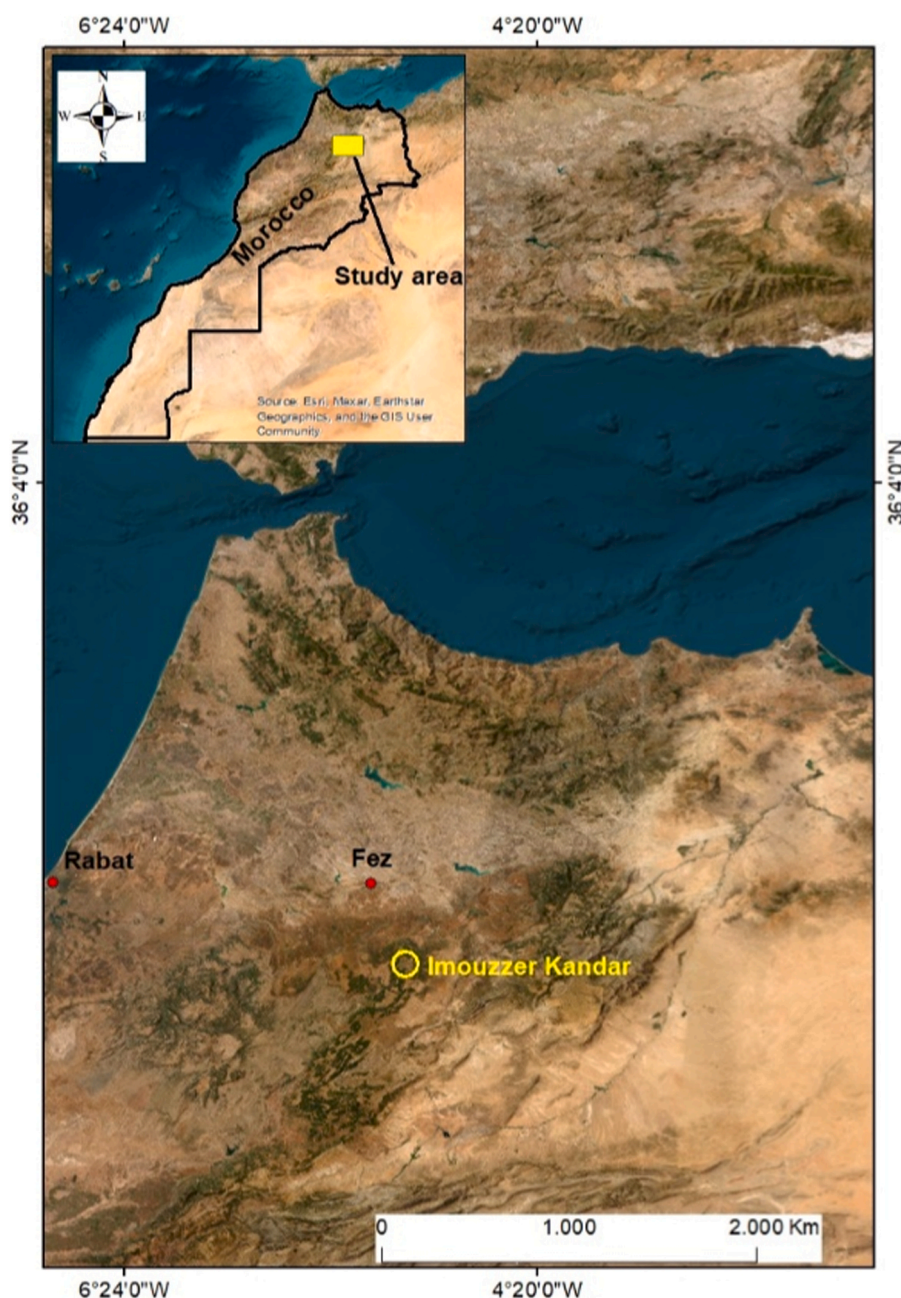 6°24'0"W
4°20'0"W
N
W
E
S
Morocco
Study area
Source: Esri, Maxar, Earthstar
Geographics, and the GIS User
Community
36°4'0"N
36°4'0"N
Rabat
Fez
Imouzzer Kandar
0
1.000
2.000 Km
6°24'0"W
4°20'0"W